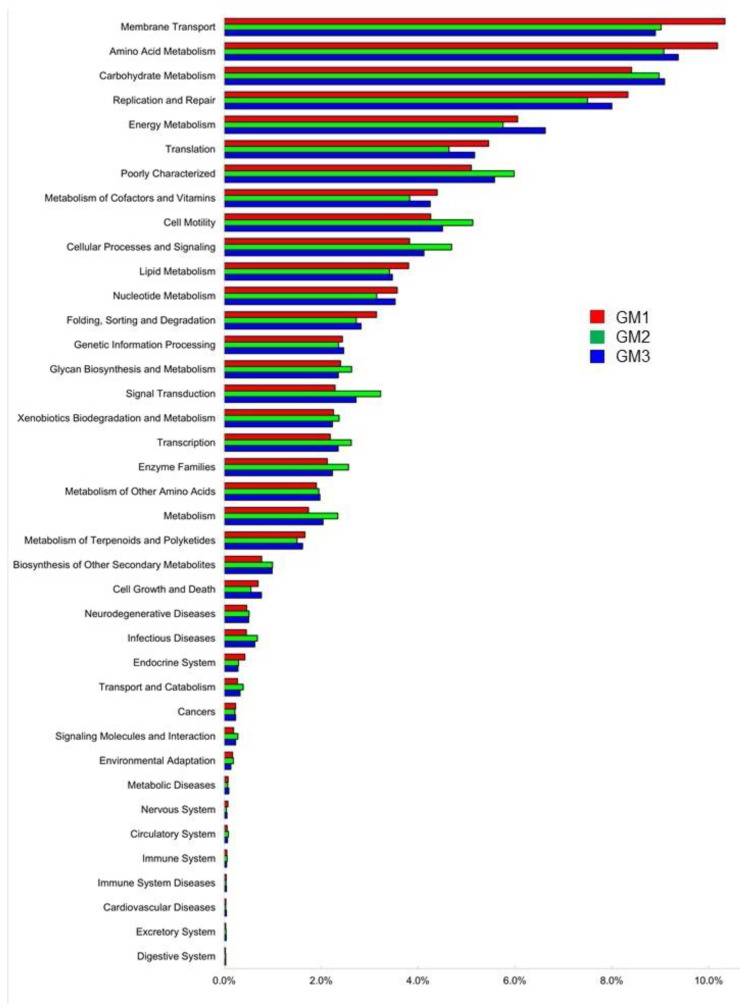 Membrane Transport
Amino Acid Metabolism
Carbohydrate Metabolism
Replication and Repair
Energy Metabolism
Translation
Poorly Characterized
Metabolism of Cofactors and Vitamins
Cell Motility
Cellular Processes and Signaling
Lipid Metabolism
Nucleotide Metabolism
Folding, Sorting and Degradation
Genetic Information Processing
Glycan Biosynthesis and Metabolism
Signal Transduction
Xenobiotics Biodegradation and Metabolism
Transcription
Enzyme Families
Metabolism of Other Amino Acids
Metabolism
Metabolism of Terpenoids and Polyketides
Biosynthesis of Other Secondary Metabolites
Cell Growth and Death
Neurodegenerative Diseases
Infectious Diseases
Endocrine System
Transport and Catabolism
Cancers
Signaling Molecules and Interaction
Environmental Adaptation
Metabolic Diseases
Nervous System
Circulatory System
Immune System
Immune System Diseases
Cardiovascular Diseases
Excretory System
Digestive System
GM1
GM2
GM3
0.0% 2.0% 4.0% 6.0% 8.0% 10.0%